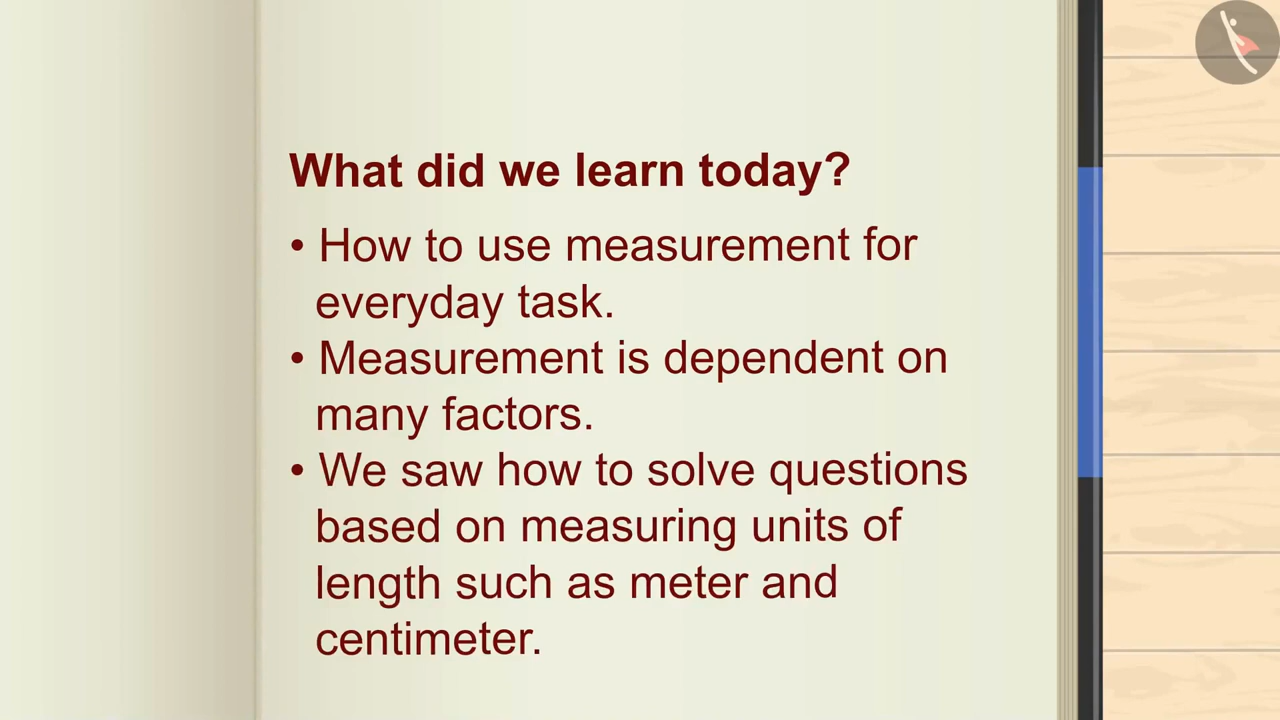 What did we learn today?
• How to use measurement for
everyday task.
• Measurement is dependent on
many factors.
• We saw how to solve questions
based on measuring units of
length such as meter and
centimeter.